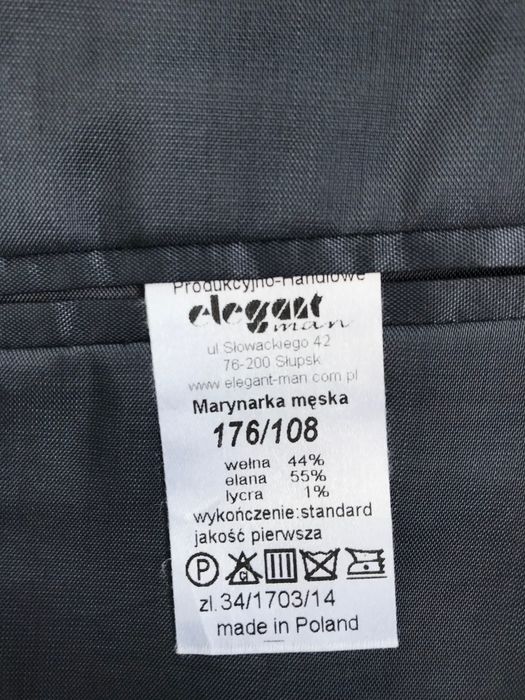 Produkcyjno-Handlowe
elegant
man
ul Słowackiego 42
76-200 Słupsk
www elegant-man com.pl
Marynarka męska
176/108
wełna 44%
elana 55%
lycra 1%
wykończenie:standard
jakość pierwsza
P Cl
zl.34/1703/14
made in Poland